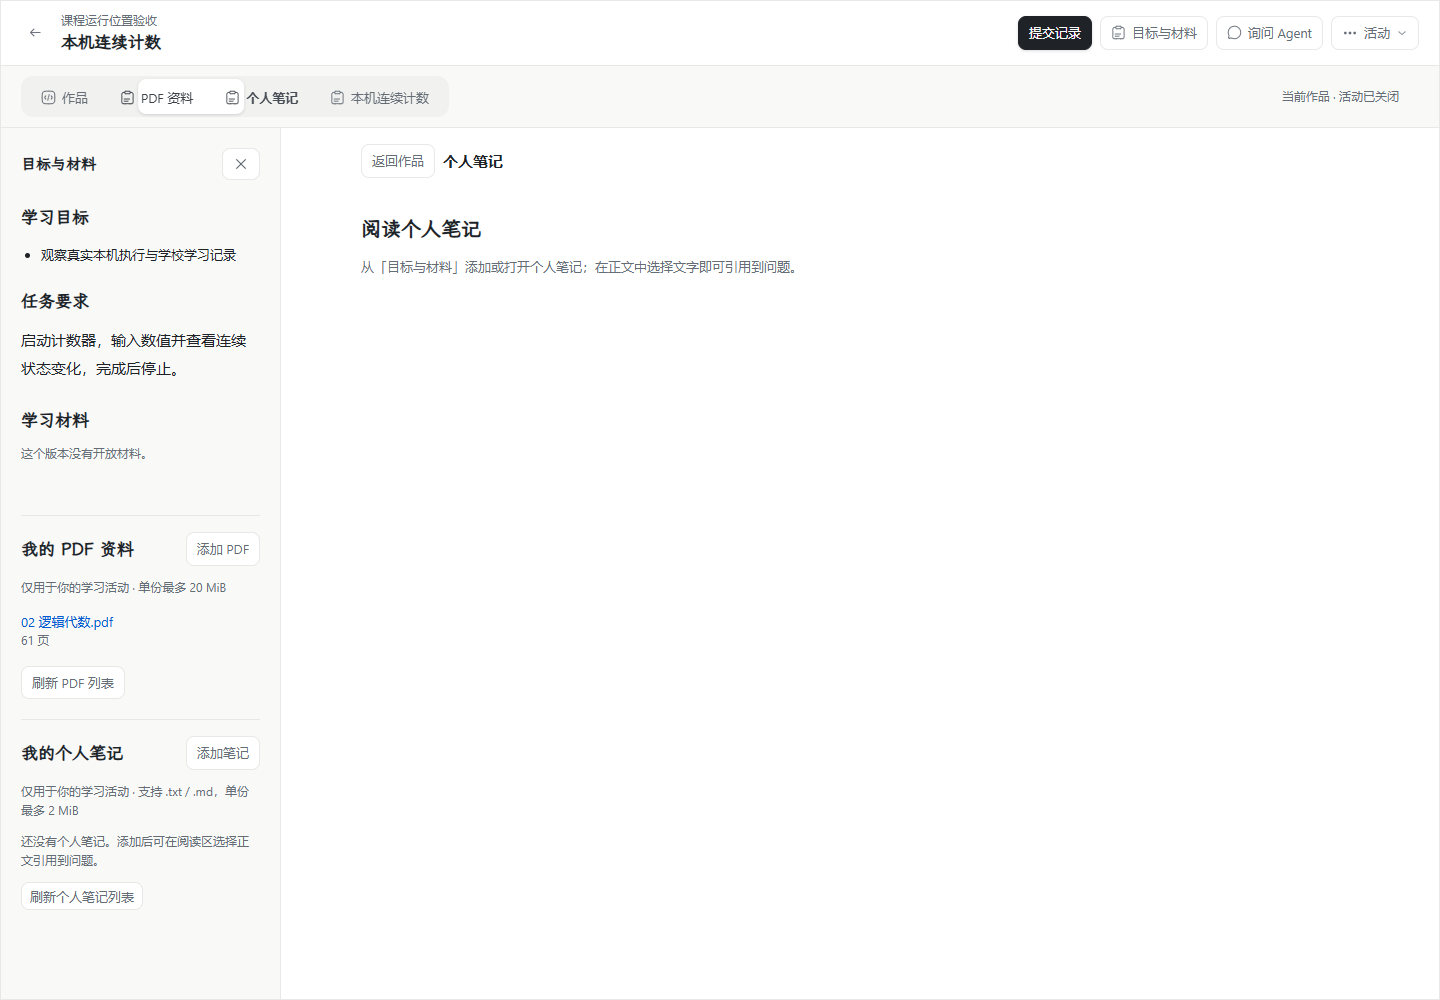 课程运行位置验收
本机连续计数
提交记录
目标与材料
询问 Agent
活动
作品
PDF 资料
个人笔记
本机连续计数
当前作品 · 活动已关闭
目标与材料
学习目标
观察真实本机执行与学校学习记录
任务要求
启动计数器，输入数值并查看连续
状态变化，完成后停止。
学习材料
这个版本没有开放材料。
我的 PDF 资料
添加 PDF
仅用于你的学习活动 · 单份最多 20 MiB
02 逻辑代数.pdf
61 页
刷新 PDF 列表
我的个人笔记
添加笔记
仅用于你的学习活动 · 支持 .txt / .md，单份
最多 2 MiB
还没有个人笔记。添加后可在阅读区选择正
文引用到问题。
刷新个人笔记列表
返回作品
个人笔记
阅读个人笔记
从「目标与材料」添加或打开个人笔记；在正文中选择文字即可引用到问题。